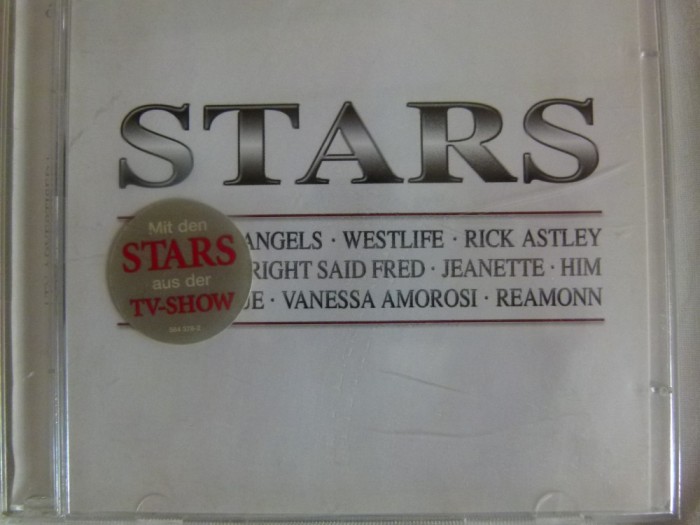 STARS
Mit den
STARS
aus der
TV-SHOW
ANGELS · WESTLIFE · RICK ASTLEY
RIGHT SAID FRED · JEANETTE · HIM
· VANESSA AMOROSI · REAMONN